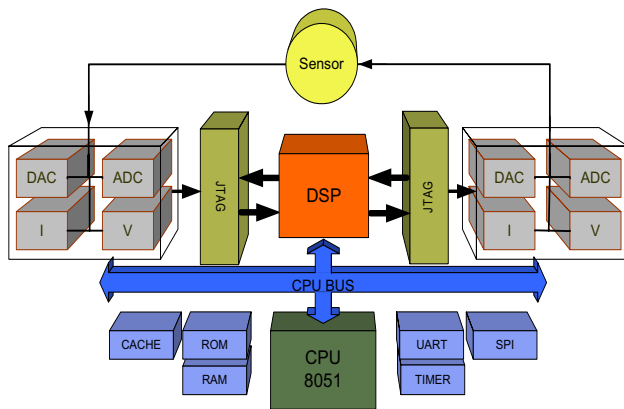 Sensor
DAC
ADC
I
V
JTAG
DSP
JTAG
DAC
ADC
I
V
CPU BUS
CACHE
ROM
RAM
CPU
8051
UART
SPI
TIMER